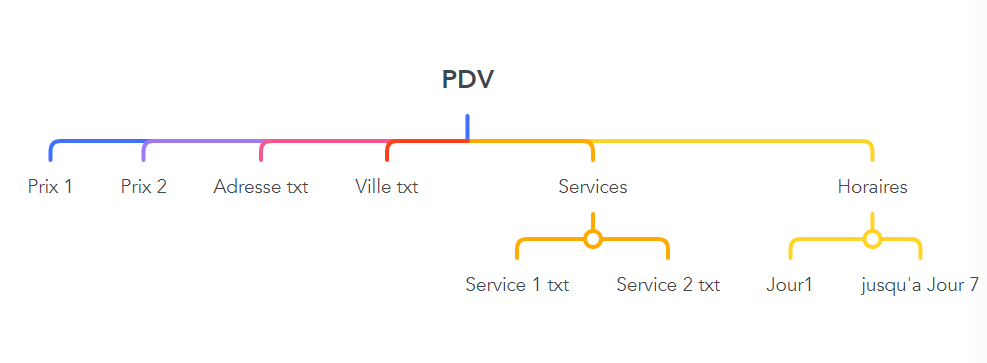 PDV
Prix 1
Prix 2
Adresse txt
Ville txt
Services
Horaires
Service 1 txt
Service 2 txt
Jour1
jusqu'a Jour 7